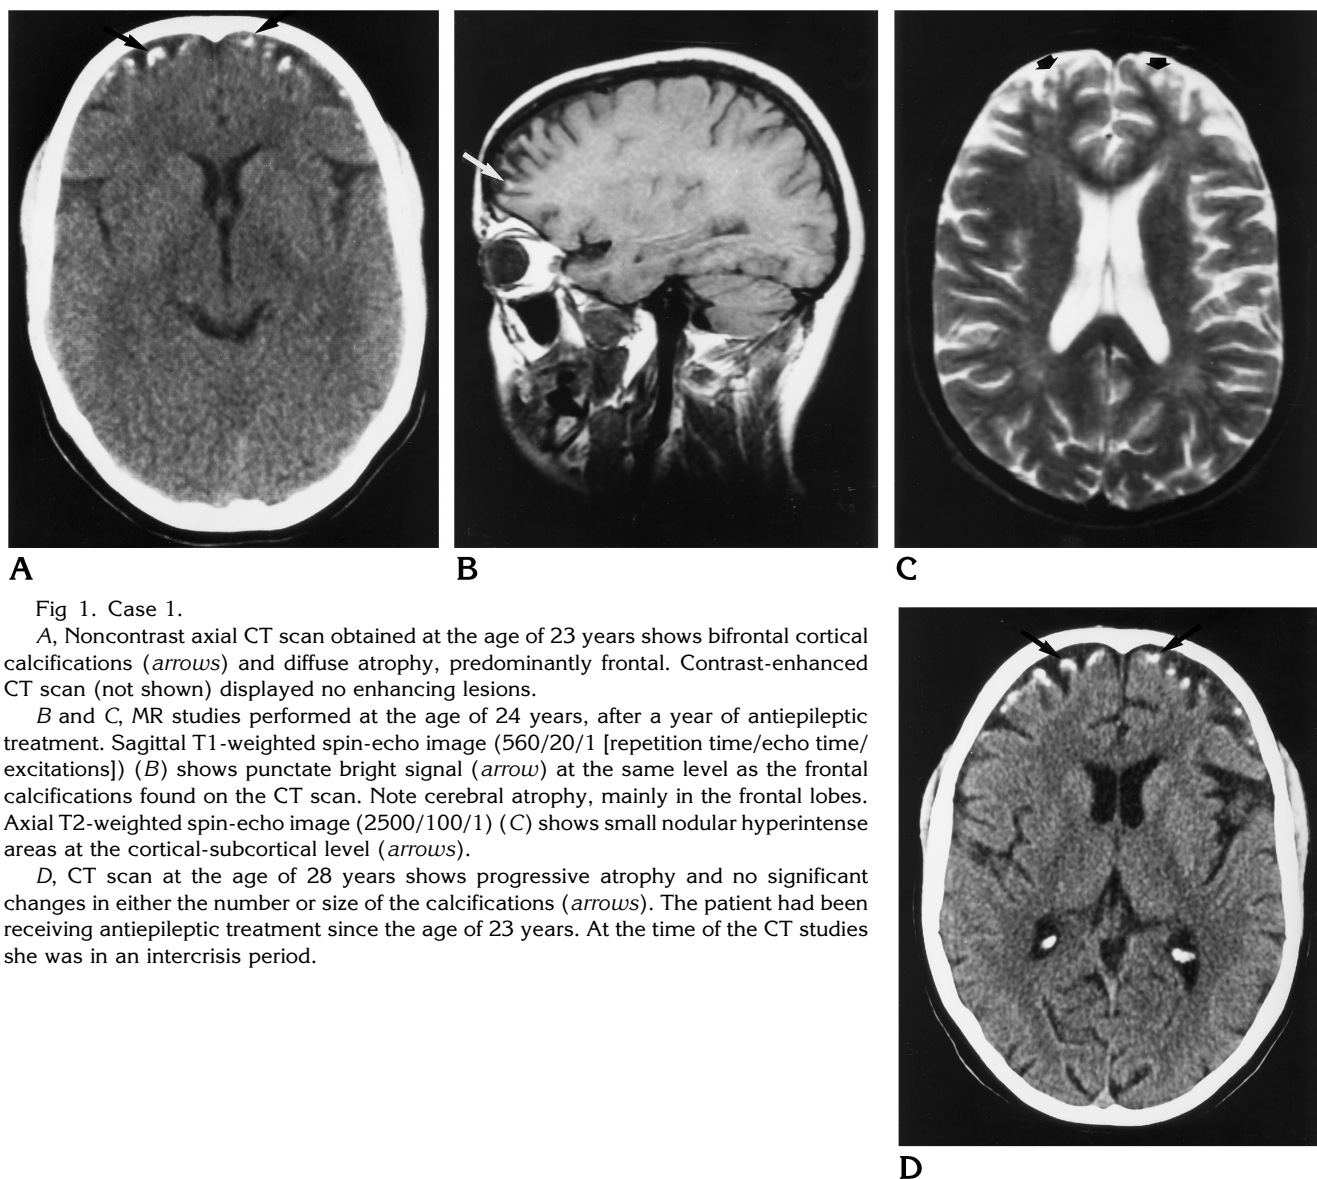 A
B
C
Fig 1. Case 1.
A, Noncontrast axial CT scan obtained at the age of 23 years shows bifrontal cortical
calcifications (arrows) and diffuse atrophy, predominantly frontal. Contrast-enhanced
CT scan (not shown) displayed no enhancing lesions.
B and C, MR studies performed at the age of 24 years, after a year of antiepileptic
treatment. Sagittal T1-weighted spin-echo image (560/20/1 [repetition time/echo time/
excitations]) (B) shows punctate bright signal (arrow) at the same level as the frontal
calcifications found on the CT scan. Note cerebral atrophy, mainly in the frontal lobes.
Axial T2-weighted spin-echo image (2500/100/1) (C) shows small nodular hyperintense
areas at the cortical-subcortical level (arrows).
D, CT scan at the age of 28 years shows progressive atrophy and no significant
changes in either the number or size of the calcifications (arrows). The patient had been
receiving antiepileptic treatment since the age of 23 years. At the time of the CT studies
she was in an intercrisis period.
D